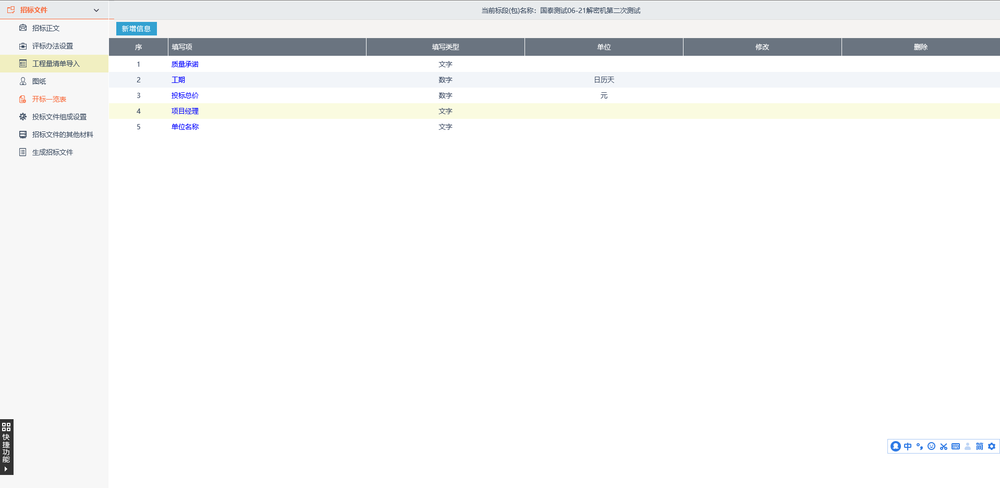 招标文件
当前标段(包)名称：国泰测试06-21解密机第二次测试
招标正文
评标办法设置
工程量清单导入
图纸
开标一览表
投标文件组成设置
招标文件的其他材料
生成招标文件
新增信息
序 填写项 填写类型 单位 修改 删除
1 质量承诺 文字
2 工期 数字 日历天
3 投标总价 数字 元
4 项目经理 文字
5 单位名称 文字
快捷功能
中 简